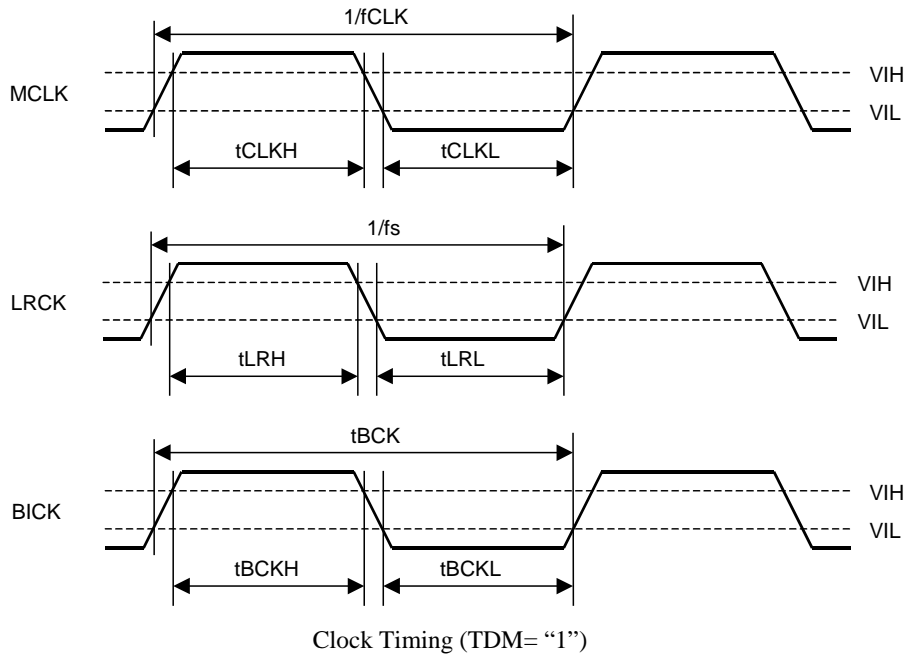 1/fCLK
MCLK
VIH
VIL
tCLKH
tCLKL
1/fs
LRCK
VIH
VIL
tLRH
tLRL
tBCK
BICK
VIH
VIL
tBCKH
tBCKL
Clock Timing (TDM= “1”)